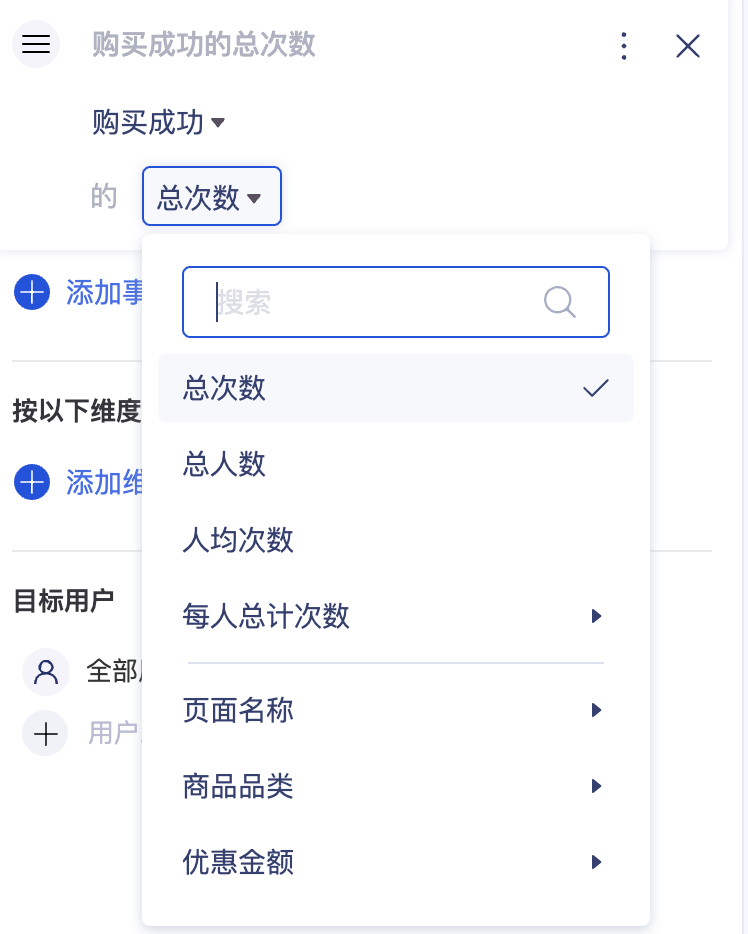 购买成功的总次数
购买成功
的 总次数
搜索
添加事
总次数
按以下维度
总人数
添加维
人均次数
目标用户
每人总计次数
全部
页面名称
用户
商品品类
优惠金额